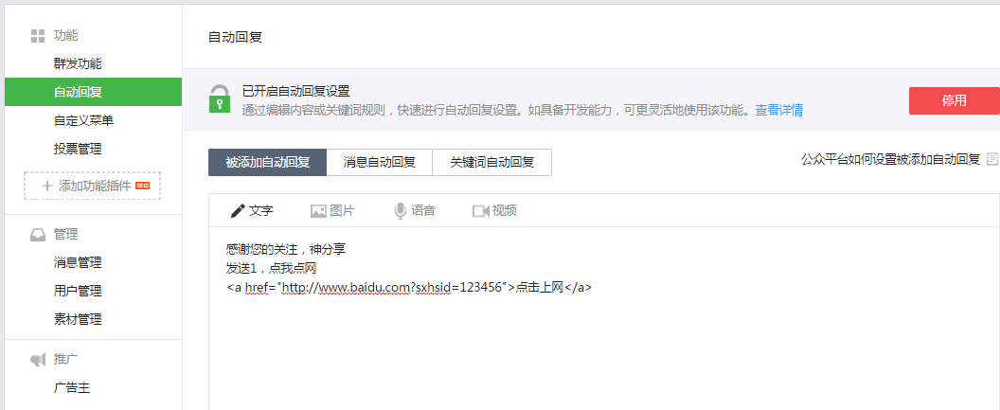 功能
群发功能
自动回复
自定义菜单
投票管理
添加功能插件 NEW
管理
消息管理
用户管理
素材管理
推广
广告主
自动回复
已开启自动回复设置
通过编辑内容或关键词规则，快速进行自动回复设置。如具备开发能力，可更灵活地使用该功能。查看详情
停用
被添加自动回复 消息自动回复 关键词自动回复
公众平台如何设置被添加自动回复
文字 图片 语音 视频
感谢您的关注，神分享
发送1，点我点网
<a href="http://www.baidu.com?sxhsid=123456">点击上网</a>